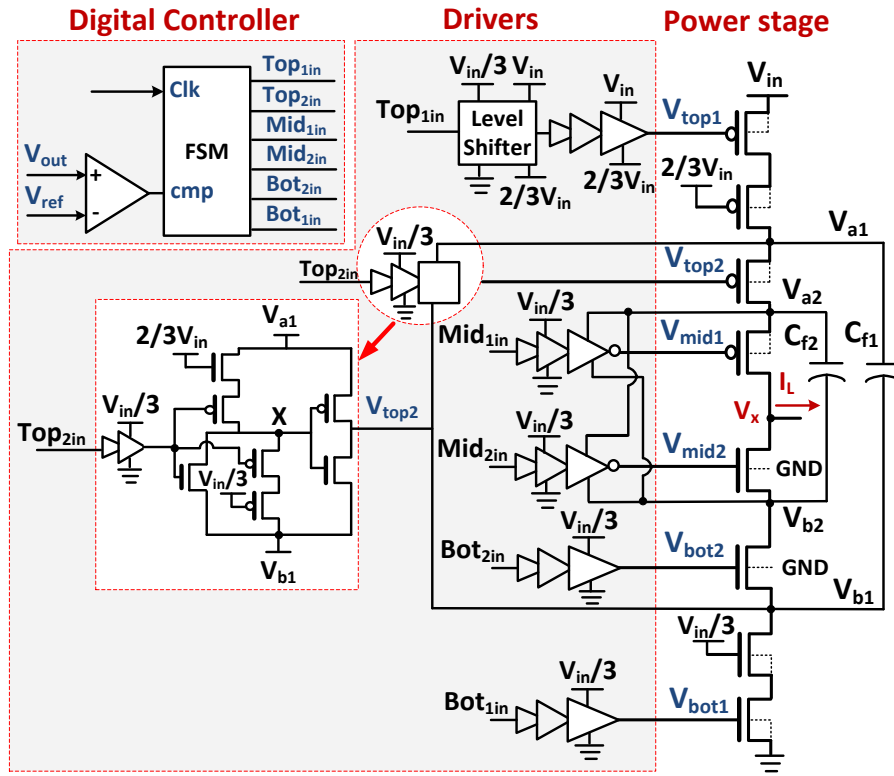 Digital Controller
Drivers
Power stage
Clk
FSM
cmp
Vout
Vref
+
-
Top1in
Top2in
Mid1in
Mid2in
Bot2in
Bot1in
Vin/3
Vin
Top1in
Level
Shifter
2/3Vin
Vin
2/3Vin
Vtop1
Vin
2/3Vin
Va1
Vin/3
Top2in
Vtop2
Va2
Vin/3
Mid1in
Vmid1
Cf2
Cf1
IL
Vx
Vin/3
Mid2in
Vmid2
GND
Vb2
Vin/3
Bot2in
Vbot2
GND
Vb1
Vin/3
Vin/3
Bot1in
Vbot1
Va1
2/3Vin
Vin/3
Top2in
X
Vtop2
Vin/3
Vb1